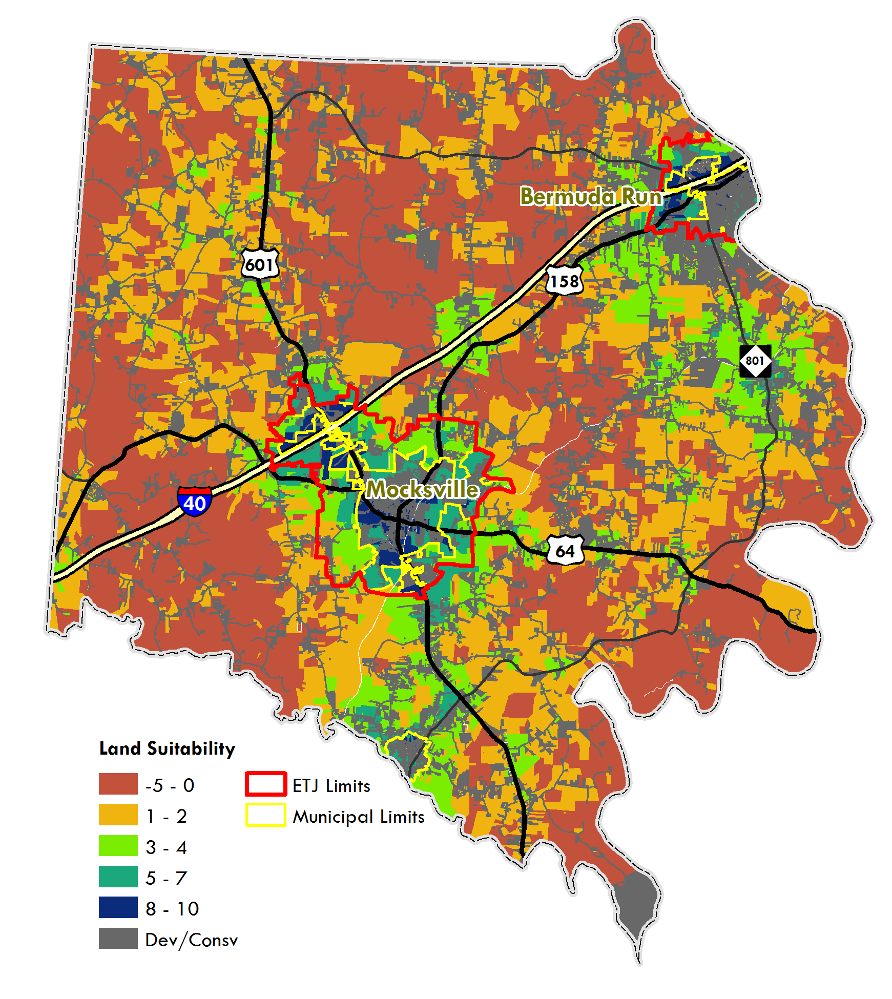 Bermuda Run
601
158
801
Mocksville
40
64
Land Suitability
-5 - 0
1 - 2
3 - 4
5 - 7
8 - 10
Dev/Consv
ETJ Limits
Municipal Limits